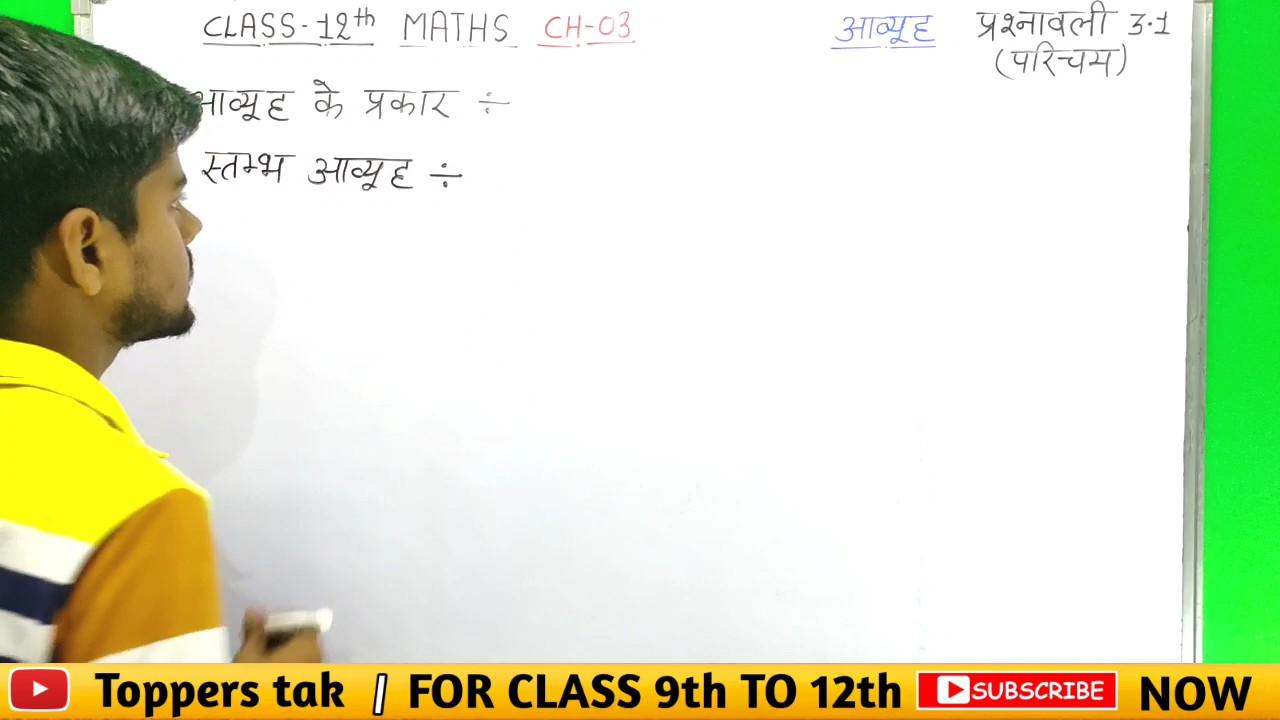 CLASS-12th MATHS CH-03 आव्यूह प्रश्नावली 3.1
(परिचय)
आव्यूह के प्रकार ÷
स्तम्भ आव्यूह ÷
Toppers tak | FOR CLASS 9th TO 12th SUBSCRIBE NOW